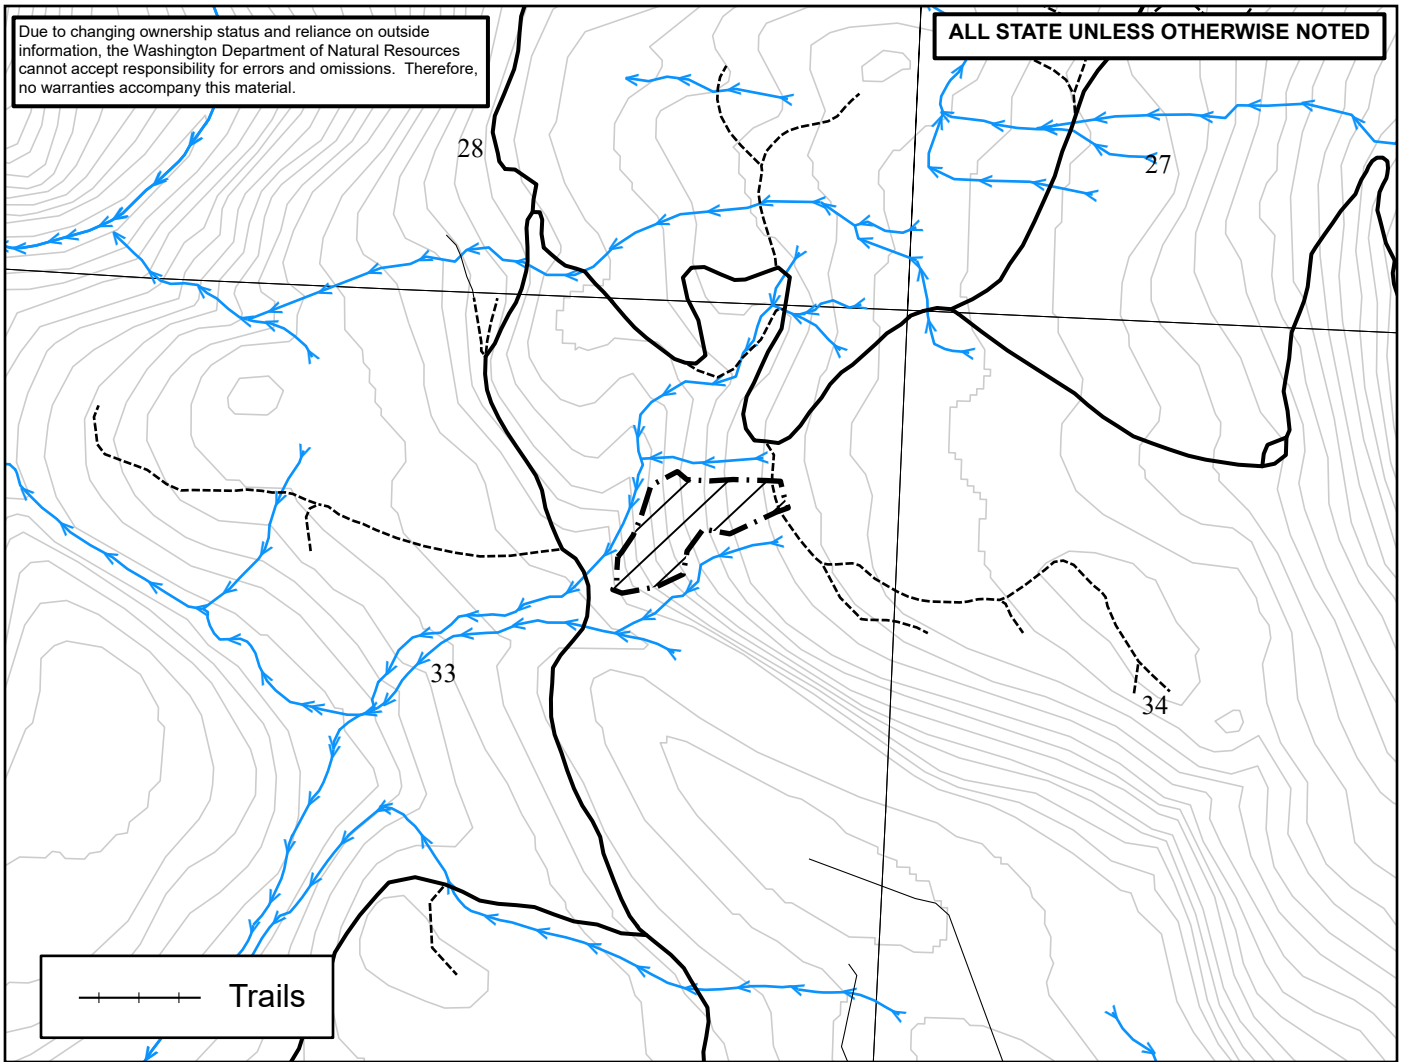 Due to changing ownership status and reliance on outside
information, the Washington Department of Natural Resources
cannot accept responsibility for errors and omissions.  Therefore,
no warranties accompany this material.
ALL STATE UNLESS OTHERWISE NOTED
28
27
33
34
Trails